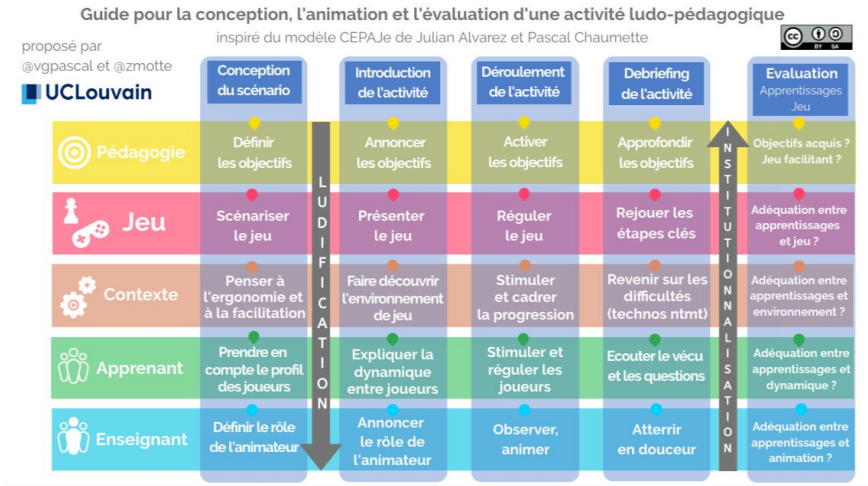 Guide pour la conception, l'animation et l'évaluation d'une activité ludo-pédagogique
inspiré du modèle CEPAJe de Julian Alvarez et Pascal Chaumette
proposé par
@vgpascal et @zmotte
UCLouvain
cc
BY SA
Conception
du scénario
Introduction
de l'activité
Déroulement
de l'activité
Debriefing
de l'activité
Evaluation
Apprentissages
Jeu
LUDIFICATION
INSTITUTIONNALISATION
Pédagogie
Définir
les objectifs
Annoncer
les objectifs
Activer
les objectifs
Approfondir
les objectifs
Objectifs acquis ?
Jeu facilitant ?
Jeu
Scénariser
le jeu
Présenter
le jeu
Réguler
le jeu
Rejouer les
étapes clés
Adéquation entre
apprentissages
et jeu ?
Contexte
Penser à
l'ergonomie et
à la facilitation
Faire découvrir
l'environnement
de jeu
Stimuler
et cadrer
la progression
Revenir sur les
difficultés
(technos ntmt)
Adéquation entre
apprentissages et
environnement ?
Apprenant
Prendre en
compte le profil
des joueurs
Expliquer la
dynamique
entre joueurs
Stimuler et
réguler les
joueurs
Ecouter le vécu
et les questions
Adéquation entre
apprentissages et
dynamique ?
Enseignant
Définir le rôle
de l'animateur
Annoncer
le rôle de
l'animateur
Observer,
animer
Atterrir
en douceur
Adéquation entre
apprentissages et
animation ?